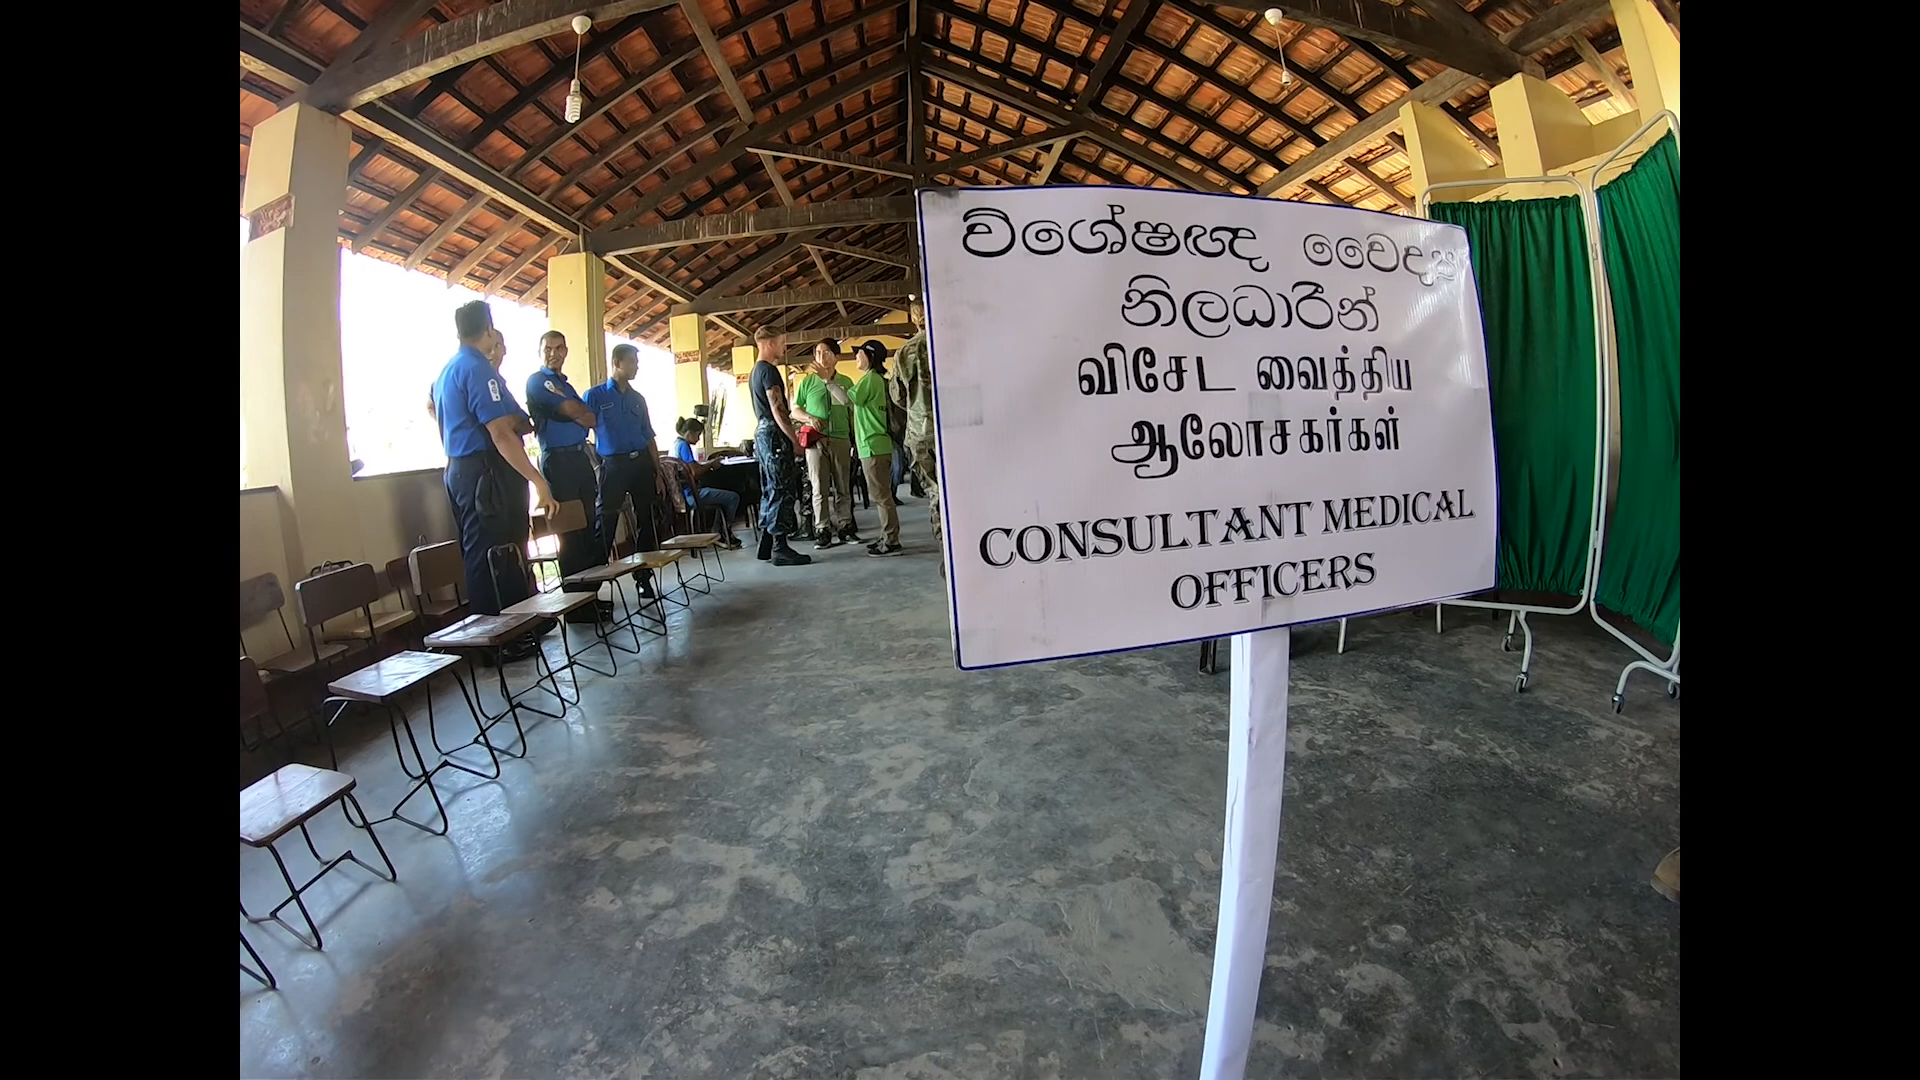 විශේෂඥ වෛද්‍ය
නිලධාරීන්
விசேட வைத்திய
ஆலோசகர்கள்
CONSULTANT MEDICAL
OFFICERS